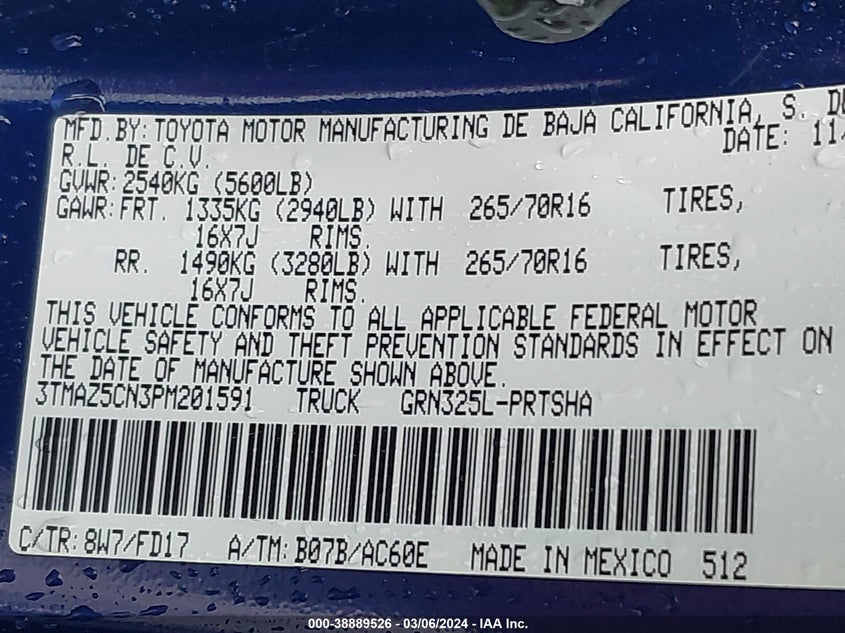 MFD.BY: TOYOTA MOTOR MANUFACTURING DE BAJA CALIFORNIA, S. DE
R.L. DE C.V. DATE: 11/
GVWR: 2540KG (5600LB)
GAWR: FRT. 1335KG (2940LB) WITH 265/70R16 TIRES,
16X7J RIMS.
RR. 1490KG (3280LB) WITH 265/70R16 TIRES,
16X7J RIMS.
THIS VEHICLE CONFORMS TO ALL APPLICABLE FEDERAL MOTOR
VEHICLE SAFETY AND THEFT PREVENTION STANDARDS IN EFFECT ON
THE DATE OF MANUFACTURE SHOWN ABOVE.
3TMAZ5CN3PM201591 TRUCK GRN325L-PRTSHA
C/TR: 8W7/FD17 A/TM: B07B/AC60E MADE IN MEXICO 512
000-38889526 - 03/06/2024 - IAA Inc.